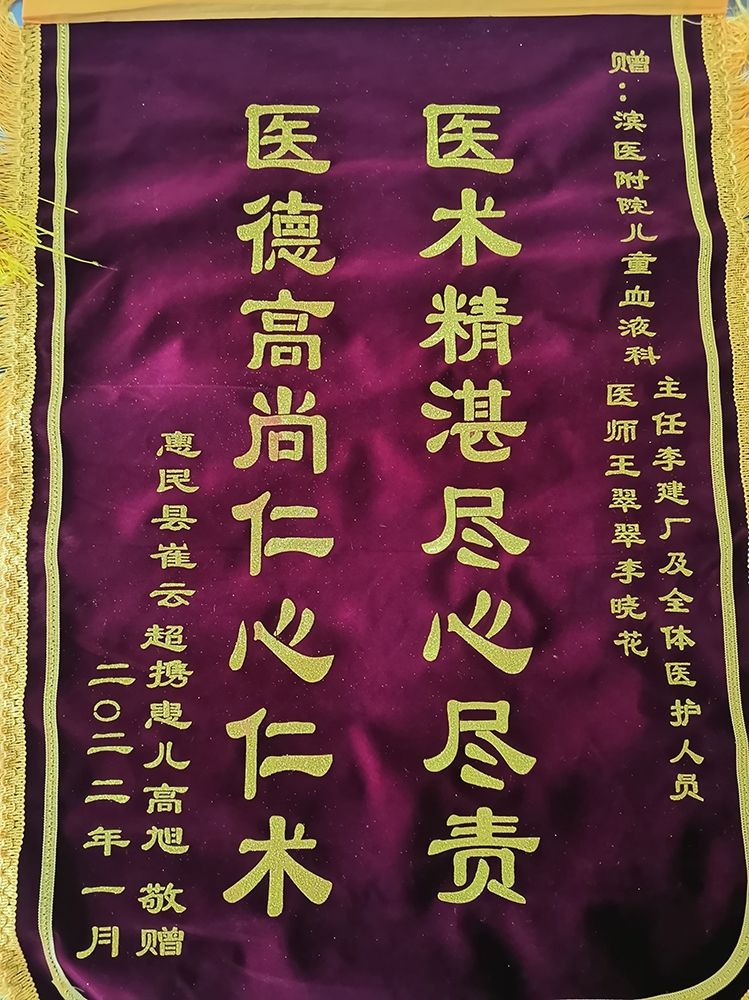 赠：滨医附院儿童血液科
主任李建厂及全体医护人员
医师王翠翠李晓花
医术精湛尽心尽责
医德高尚仁心仁术
惠民县崔云超携患儿高旭 敬赠
二〇二二年一月